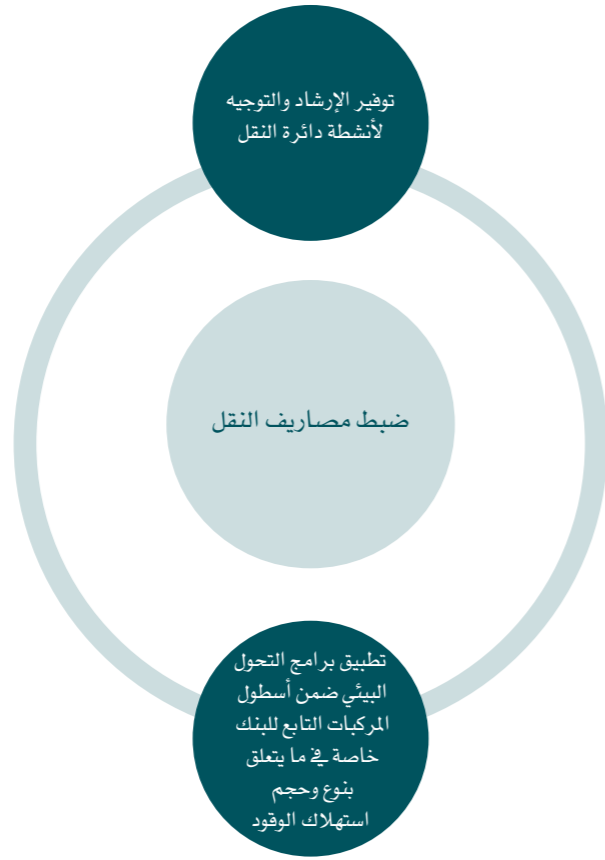 توفير الإرشاد والتوجيه
لأنشطة دائرة النقل
ضبط مصاريف النقل
تطبيق برامج التحول
البيئي ضمن أسطول
المركبات التابع للبنك
خاصة في ما يتعلق
بنوع وحجم
استهلاك الوقود